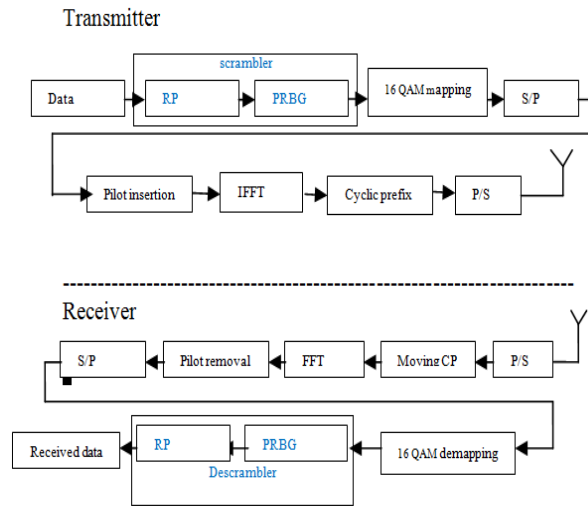 Transmitter
scrambler
Data
RP
PRBG
16 QAM mapping
S/P
Pilot insertion
IFFT
Cyclic prefix
P/S
Receiver
S/P
Pilot removal
FFT
Moving CP
P/S
Received data
RP
PRBG
16 QAM demapping
Descrambler